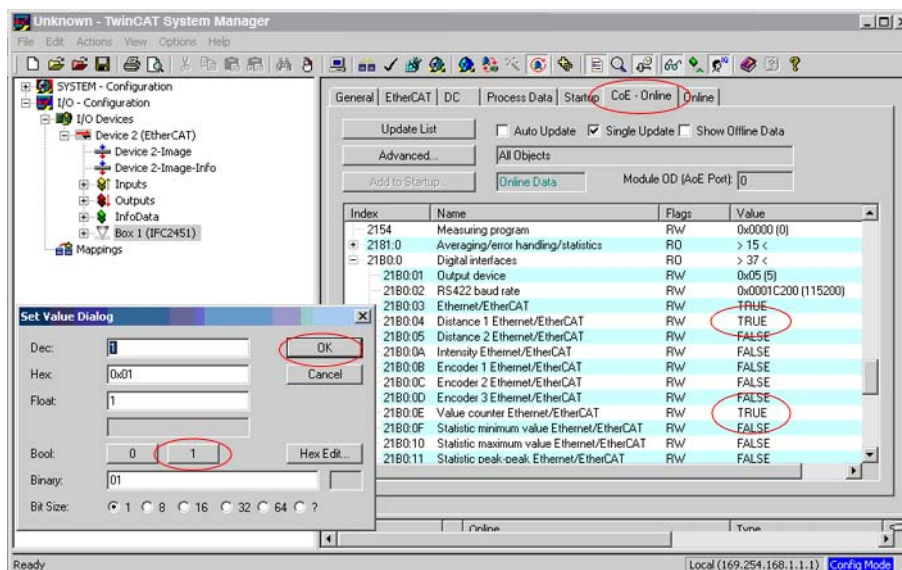 Unknown - TwinCAT System Manager
File Edit Actions View Options Help
SYSTEM - Configuration
I/O - Configuration
I/O Devices
Device 2 (EtherCAT)
Device 2-Image
Device 2-Image-Info
Inputs
Outputs
InfoData
Box 1 (IFC2451)
Mappings
General EtherCAT DC Process Data Startup CoE - Online Online
Update List Auto Update Single Update Show Offline Data
Advanced... All Objects
Add to Startup... Online Data Module OD (AoE Port): 0
Index Name Flags Value
2154 Measuring program RW 0x0000 (0)
2181:0 Averaging/error handling/statistics RO > 15 <
21B0:0 Digital interfaces RO > 37 <
21B0:01 Output device RW 0x05 (5)
21B0:02 RS422 baud rate RW 0x0001C200 (115200)
21B0:03 Ethernet/EtherCAT RW TRUE
21B0:04 Distance 1 Ethernet/EtherCAT RW TRUE
21B0:05 Distance 2 Ethernet/EtherCAT RW FALSE
21B0:0A Intensity Ethernet/EtherCAT RW FALSE
21B0:0B Encoder 1 Ethernet/EtherCAT RW FALSE
21B0:0C Encoder 2 Ethernet/EtherCAT RW FALSE
21B0:0D Encoder 3 Ethernet/EtherCAT RW FALSE
21B0:0E Value counter Ethernet/EtherCAT RW TRUE
21B0:0F Statistic minimum value Ethernet/EtherCAT RW FALSE
21B0:10 Statistic maximum value Ethernet/EtherCAT RW FALSE
21B0:11 Statistic peak-peak Ethernet/EtherCAT RW FALSE
Set Value Dialog
Dec: 1 OK
Hex: 0x01 Cancel
Float: 1
Bool: 0 1 Hex Edit...
Binary: 01
Bit Size: 1 8 16 32 64 ?
Online Type
Ready Local (169.254.168.1.1.1) Config Mode